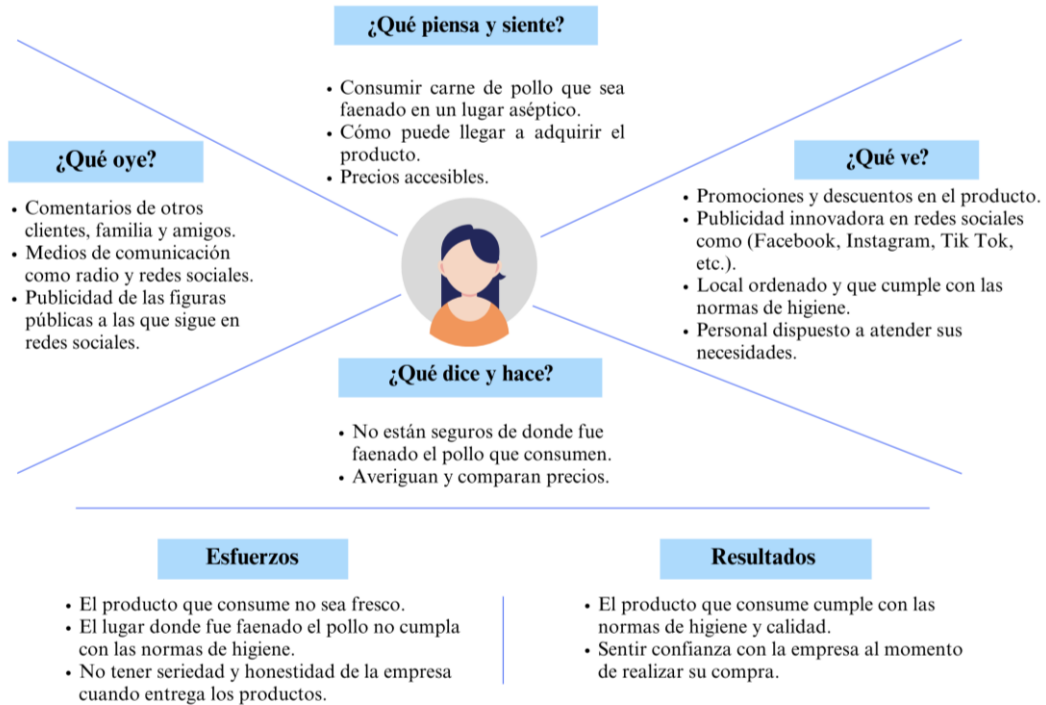 ¿Qué piensa y siente?
• Consumir carne de pollo que sea
faenado en un lugar aséptico.
• Cómo puede llegar a adquirir el
producto.
• Precios accesibles.
¿Qué oye?
• Comentarios de otros
clientes, familia y amigos.
• Medios de comunicación
como radio y redes sociales.
• Publicidad de las figuras
públicas a las que sigue en
redes sociales.
¿Qué ve?
• Promociones y descuentos en el producto.
• Publicidad innovadora en redes sociales
como (Facebook, Instagram, Tik Tok,
etc.).
• Local ordenado y que cumple con las
normas de higiene.
• Personal dispuesto a atender sus
necesidades.
¿Qué dice y hace?
• No están seguros de donde fue
faenado el pollo que consumen.
• Averiguan y comparan precios.
Esfuerzos
• El producto que consume no sea fresco.
• El lugar donde fue faenado el pollo no cumpla
con las normas de higiene.
• No tener seriedad y honestidad de la empresa
cuando entrega los productos.
Resultados
• El producto que consume cumple con las
normas de higiene y calidad.
• Sentir confianza con la empresa al momento
de realizar su compra.